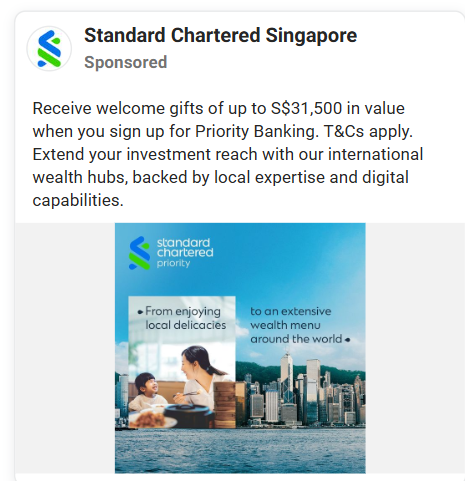 Standard Chartered Singapore
Sponsored
Receive welcome gifts of up to S$31,500 in value
when you sign up for Priority Banking. T&Cs apply.
Extend your investment reach with our international
wealth hubs, backed by local expertise and digital
capabilities.
standard
chartered
priority
From enjoying
local delicacies
to an extensive
wealth menu
around the world